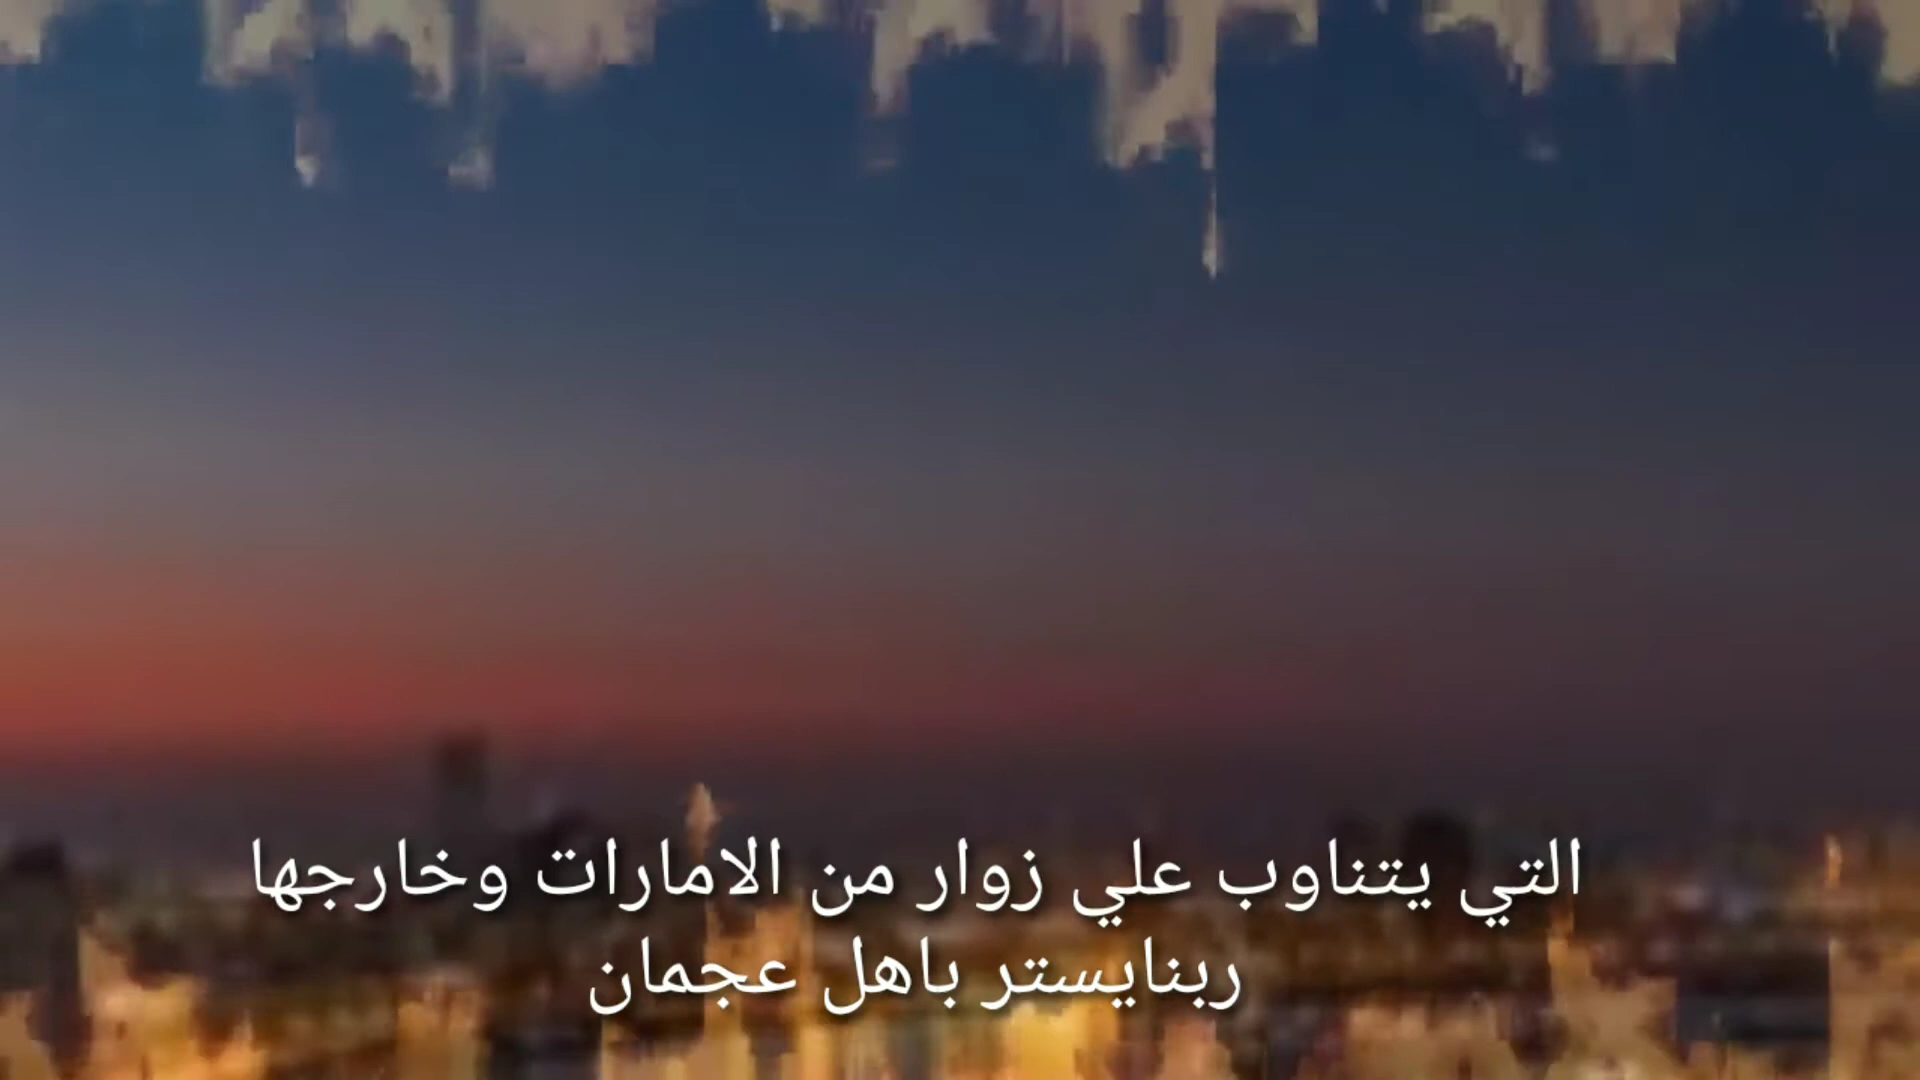 التي يتناوب علي زوار من الامارات وخارجها
ربنايستر باهل عجمان